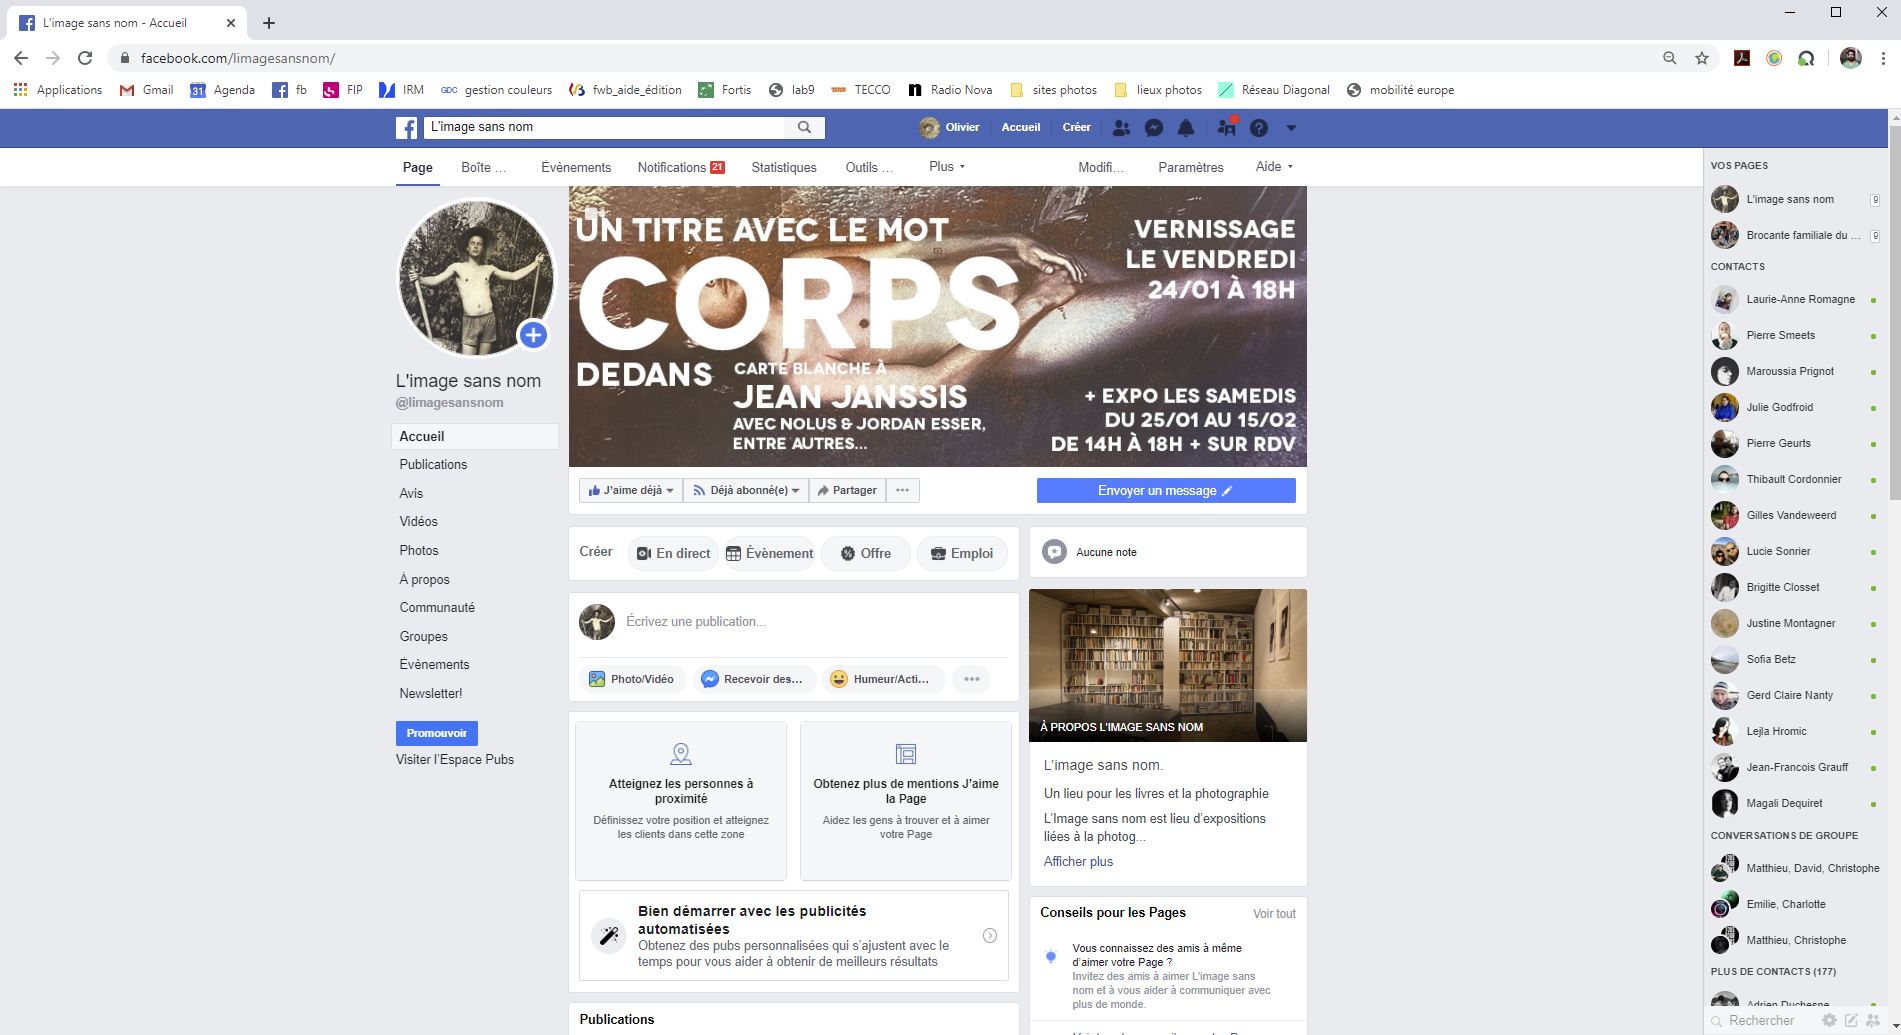 L'image sans nom - Accueil
facebook.com/limagesansnom/
Applications
Gmail
31
Agenda
fb
FIP
IRM
GDC
gestion couleurs
fwb_aide_édition
Fortis
lab9
TECCO
Radio Nova
sites photos
lieux photos
Réseau Diagonal
mobilité europe
L'image sans nom
Olivier
Accueil
Créer
Page
Boîte …
Évènements
Notifications 21
Statistiques
Outils …
Plus
Modifi…
Paramètres
Aide
L'image sans nom
@limagesansnom
Accueil
Publications
Avis
Vidéos
Photos
À propos
Communauté
Groupes
Évènements
Newsletter!
Promouvoir
Visiter l'Espace Pubs
UN TITRE AVEC LE MOT
CORPS
DEDANS
CARTE BLANCHE À
JEAN JANSSIS
AVEC NOLUS & JORDAN ESSER,
ENTRE AUTRES...
VERNISSAGE
LE VENDREDI
24/01 À 18H
+ EXPO LES SAMEDIS
DU 25/01 AU 15/02
DE 14H À 18H + SUR RDV
J'aime déjà
Déjà abonné(e)
Partager
Envoyer un message
Créer
En direct
Évènement
Offre
Emploi
Écrivez une publication...
Photo/Vidéo
Recevoir des…
Humeur/Acti…
Atteignez les personnes à
proximité
Définissez votre position et atteignez
les clients dans cette zone
Obtenez plus de mentions J'aime
la Page
Aidez les gens à trouver et à aimer
votre Page
Bien démarrer avec les publicités
automatisées
Obtenez des pubs personnalisées qui s'ajustent avec le
temps pour vous aider à obtenir de meilleurs résultats
Publications
Aucune note
À PROPOS L'IMAGE SANS NOM
L'image sans nom.
Un lieu pour les livres et la photographie
L'Image sans nom est lieu d'expositions
liées à la photog...
Afficher plus
Conseils pour les Pages
Voir tout
Vous connaissez des amis à même
d'aimer votre Page ?
Invitez des amis à aimer L'image sans
nom et à vous aider à communiquer avec
plus de monde.
VOS PAGES
L'image sans nom 9
Brocante familiale du … 9
CONTACTS
Laurie-Anne Romagne
Pierre Smeets
Maroussia Prignot
Julie Godfroid
Pierre Geurts
Thibault Cordonnier
Gilles Vandeweerd
Lucie Sonrier
Brigitte Closset
Justine Montagner
Sofia Betz
Gerd Claire Nanty
Lejla Hromic
Jean-Francois Grauff
Magali Dequiret
CONVERSATIONS DE GROUPE
Matthieu, David, Christophe
Emilie, Charlotte
Matthieu, Christophe
PLUS DE CONTACTS (177)
Adrien Duchesne
Rechercher